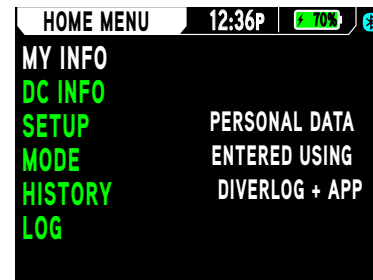 HOME MENU 12:36P 70%
MY INFO
DC INFO
SETUP PERSONAL DATA
MODE ENTERED USING
HISTORY DIVERLOG + APP
LOG